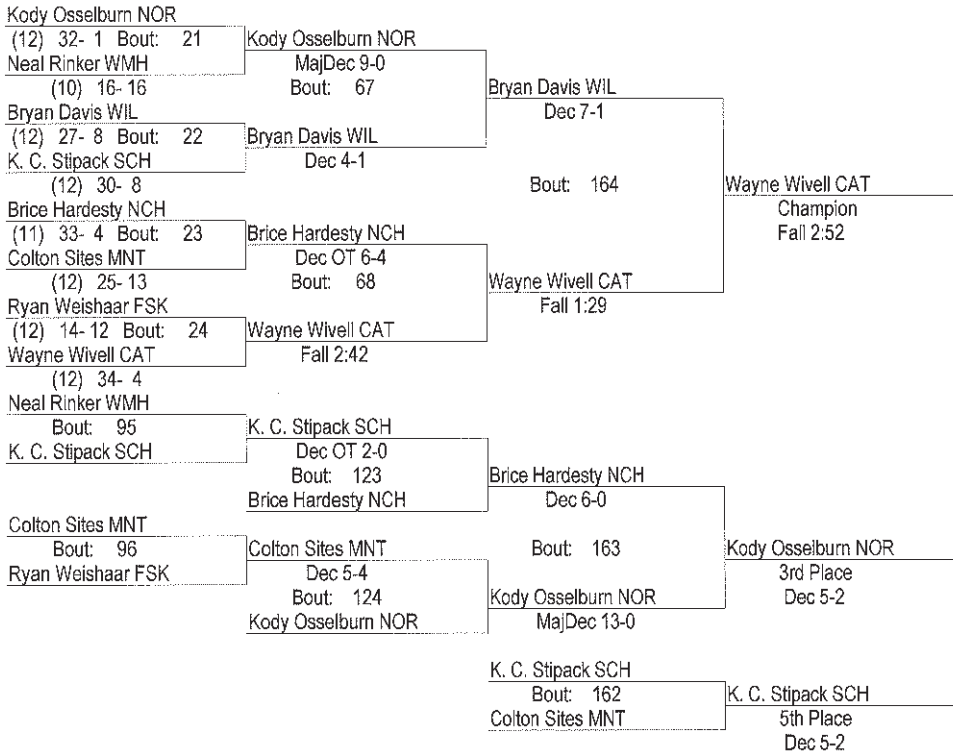 Kody Osselburn NOR
(12) 32- 1 Bout: 21
Neal Rinker WMH
(10) 16- 16
Bryan Davis WIL
(12) 27- 8 Bout: 22
K. C. Stipack SCH
(12) 30- 8
Brice Hardesty NCH
(11) 33- 4 Bout: 23
Colton Sites MNT
(12) 25- 13
Ryan Weishaar FSK
(12) 14- 12 Bout: 24
Wayne Wivell CAT
(12) 34- 4
Kody Osselburn NOR
MajDec 9-0
Bout: 67
Bryan Davis WIL
Dec 4-1
Brice Hardesty NCH
Dec OT 6-4
Bout: 68
Wayne Wivell CAT
Fall 2:42
Bryan Davis WIL
Dec 7-1
Bout: 164
Wayne Wivell CAT
Fall 1:29
Wayne Wivell CAT
Champion
Fall 2:52
Neal Rinker WMH
Bout: 95
K. C. Stipack SCH
Colton Sites MNT
Bout: 96
Ryan Weishaar FSK
K. C. Stipack SCH
Dec OT 2-0
Bout: 123
Brice Hardesty NCH
Colton Sites MNT
Dec 5-4
Bout: 124
Kody Osselburn NOR
Brice Hardesty NCH
Dec 6-0
Bout: 163
Kody Osselburn NOR
MajDec 13-0
Kody Osselburn NOR
3rd Place
Dec 5-2
K. C. Stipack SCH
Bout: 162
Colton Sites MNT
K. C. Stipack SCH
5th Place
Dec 5-2